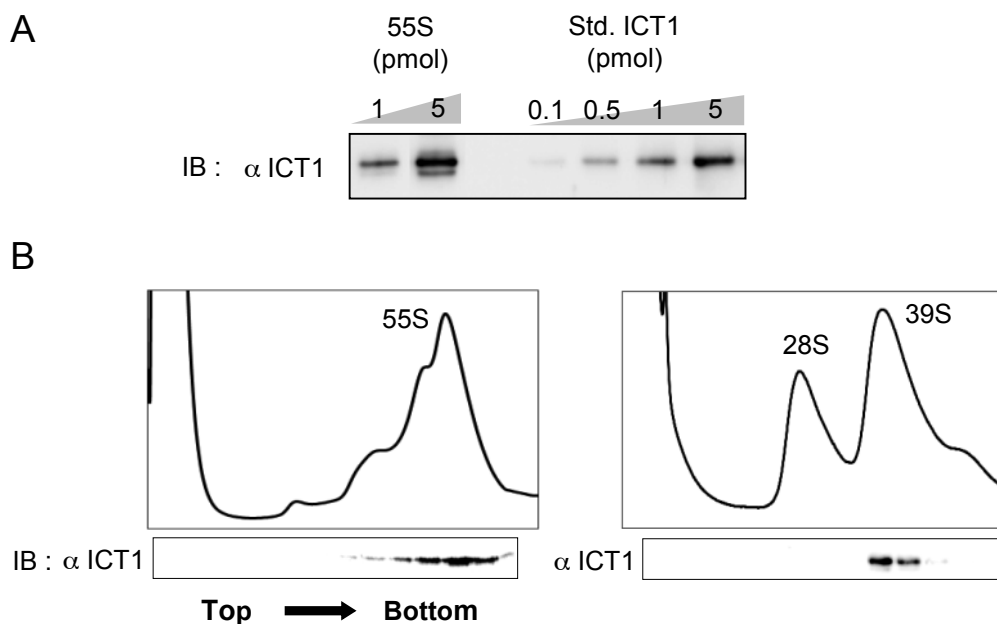 A
55S Std. ICT1
(pmol) (pmol)
1 5 0.1 0.5 1 5
IB : α ICT1
B
55S
28S
39S
IB : α ICT1
α ICT1
Top Bottom